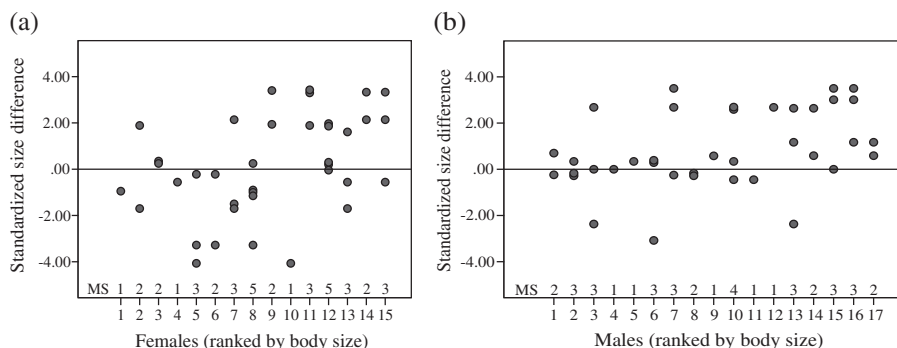 (a)
Standardized size difference
4.00
2.00
.00
-2.00
-4.00
MS 1 2 2 1 3 2 3 5 2 1 3 5 3 2 3
1 2 3 4 5 6 7 8 9 10 11 12 13 14 15
Females (ranked by body size)
(b)
Standardized size difference
4.00
2.00
.00
-2.00
-4.00
MS 2 3 3 1 1 3 3 2 1 4 1 1 3 2 3 3 2
1 2 3 4 5 6 7 8 9 10 11 12 13 14 15 16 17
Males (ranked by body size)